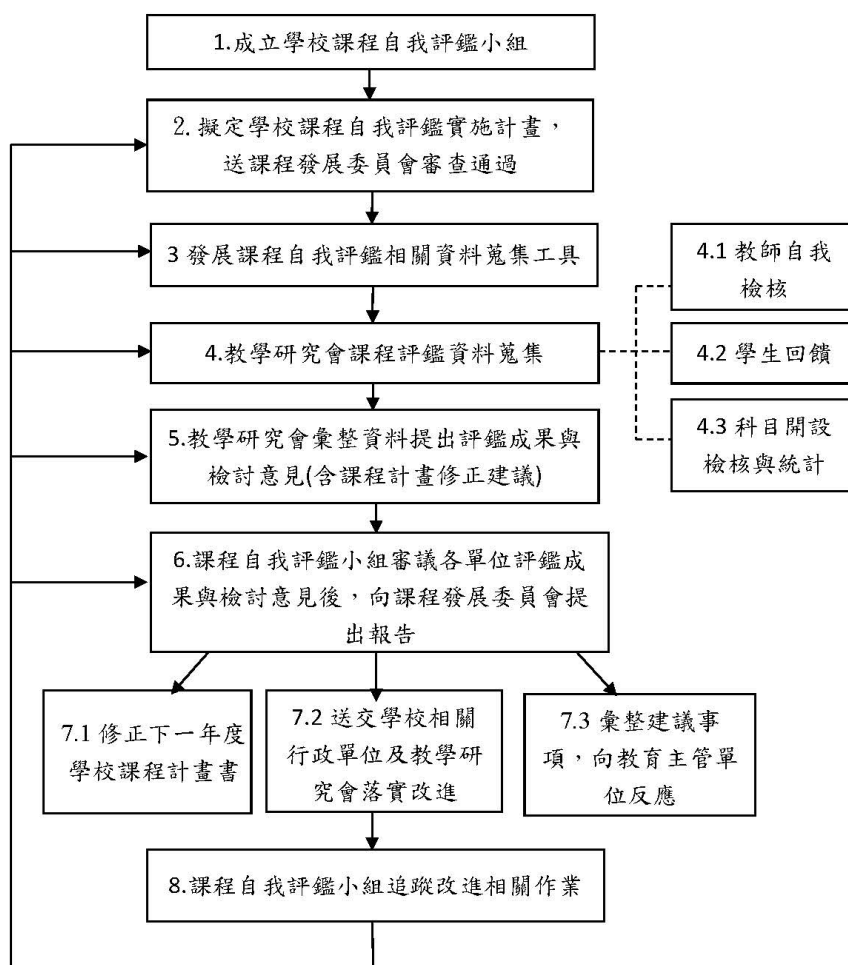 1.成立學校課程自我評鑑小組
2. 擬定學校課程自我評鑑實施計畫，
送課程發展委員會審查通過
3 發展課程自我評鑑相關資料蒐集工具
4.教學研究會課程評鑑資料蒐集
4.1 教師自我
檢核
4.2 學生回饋
4.3 科目開設
檢核與統計
5.教學研究會彙整資料提出評鑑成果與
檢討意見(含課程計畫修正建議)
6.課程自我評鑑小組審議各單位評鑑成
果與檢討意見後，向課程發展委員會提
出報告
7.1 修正下一年度
學校課程計畫書
7.2 送交學校相關
行政單位及教學研
究會落實改進
7.3 彙整建議事
項，向教育主管單
位反應
8.課程自我評鑑小組追蹤改進相關作業